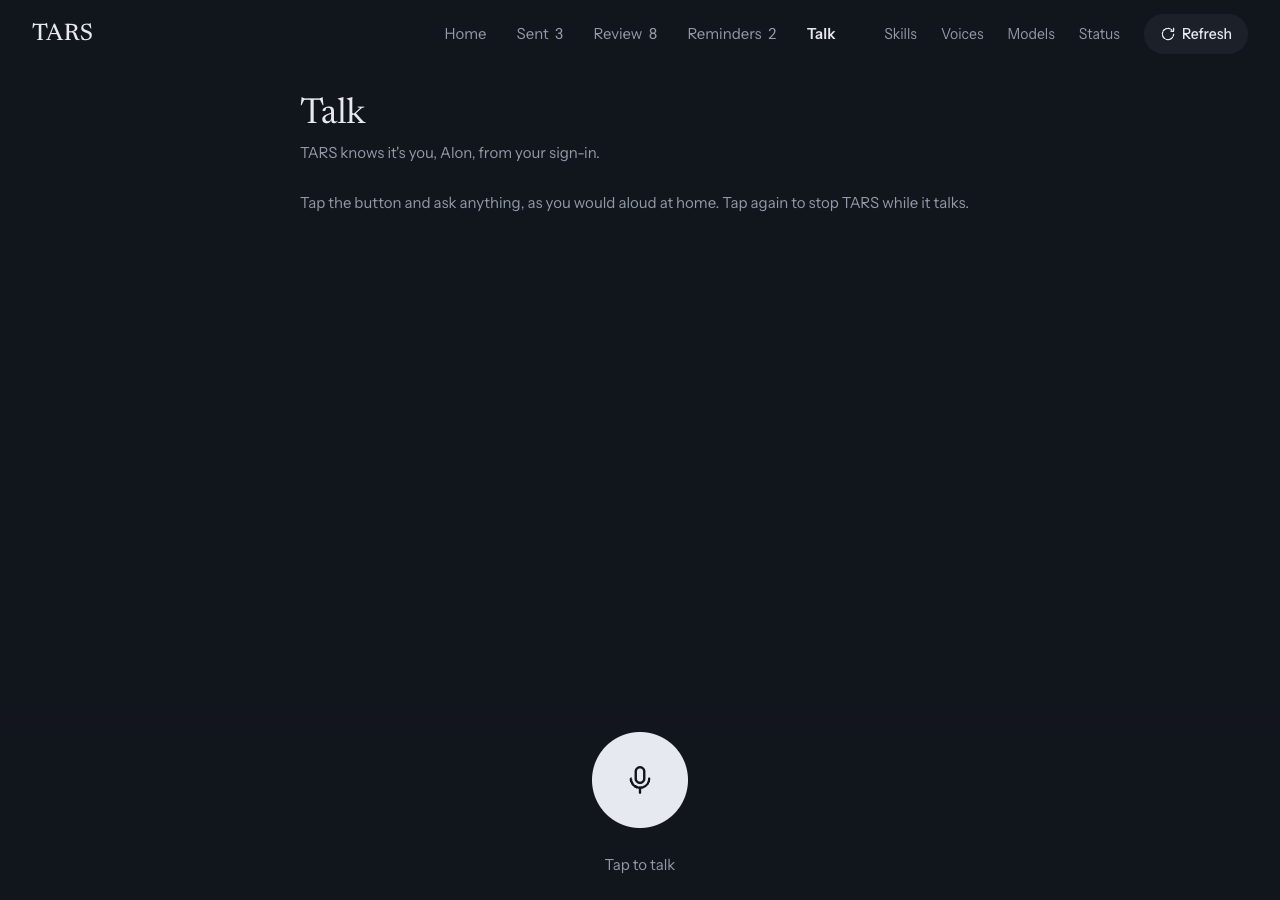 TARS
Home Sent 3 Review 8 Reminders 2 Talk Skills Voices Models Status Refresh
Talk
TARS knows it's you, Alon, from your sign-in.
Tap the button and ask anything, as you would aloud at home. Tap again to stop TARS while it talks.
Tap to talk